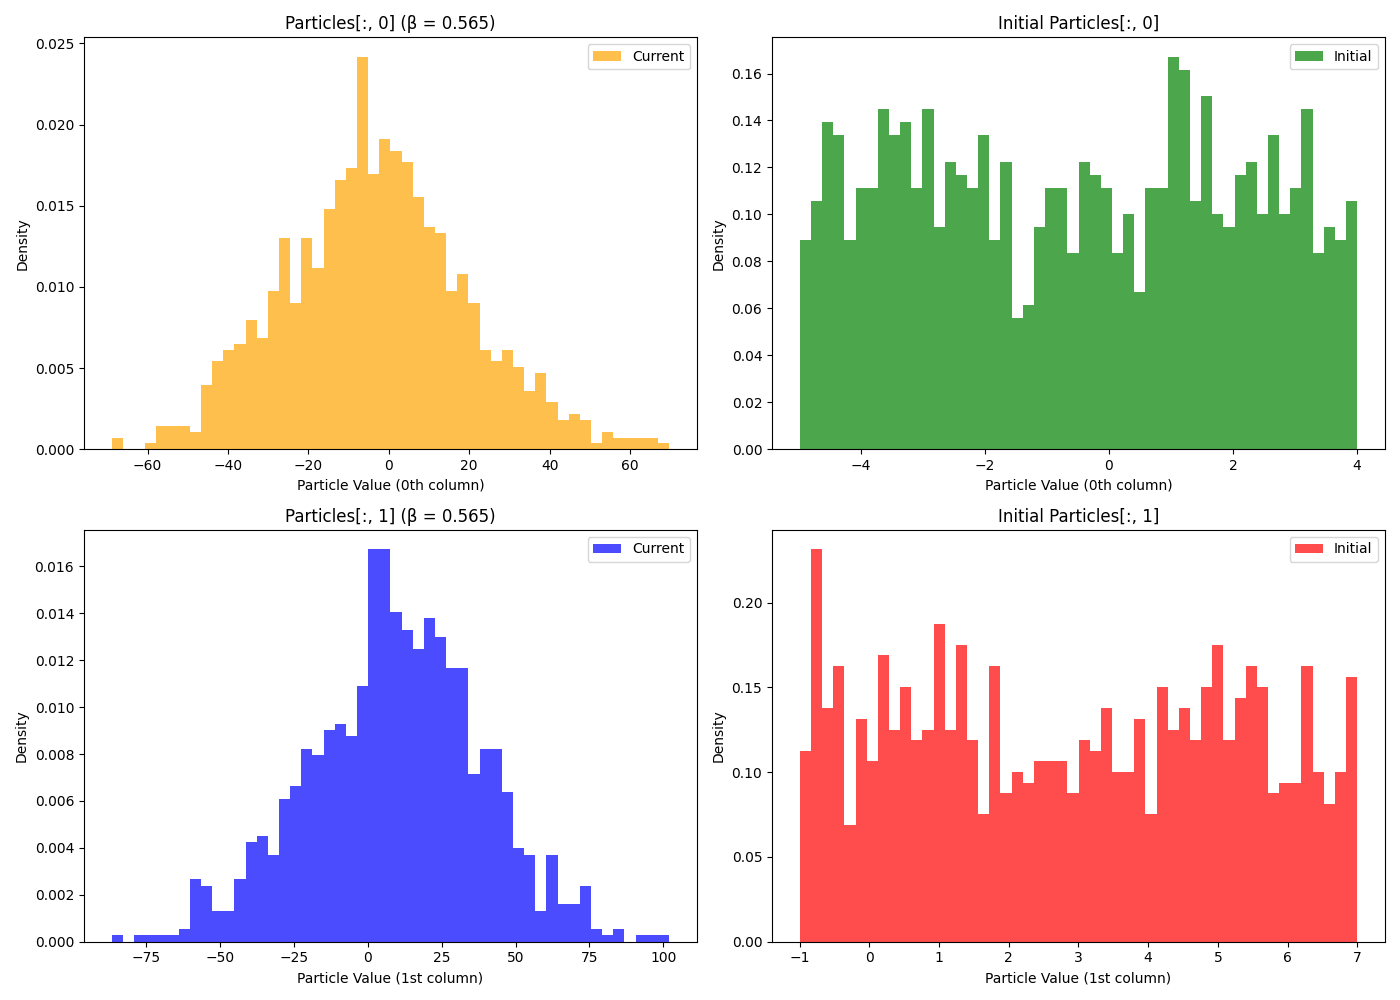 Particles[:, 0] (β = 0.565)
Current
0.025
0.020
0.015
0.010
0.005
0.000
Density
−60 −40 −20 0 20 40 60
Particle Value (0th column)
Initial Particles[:, 0]
Initial
0.16
0.14
0.12
0.10
0.08
0.06
0.04
0.02
0.00
Density
−4 −2 0 2 4
Particle Value (0th column)
Particles[:, 1] (β = 0.565)
Current
0.016
0.014
0.012
0.010
0.008
0.006
0.004
0.002
0.000
Density
−75 −50 −25 0 25 50 75 100
Particle Value (1st column)
Initial Particles[:, 1]
Initial
0.20
0.15
0.10
0.05
0.00
Density
−1 0 1 2 3 4 5 6 7
Particle Value (1st column)